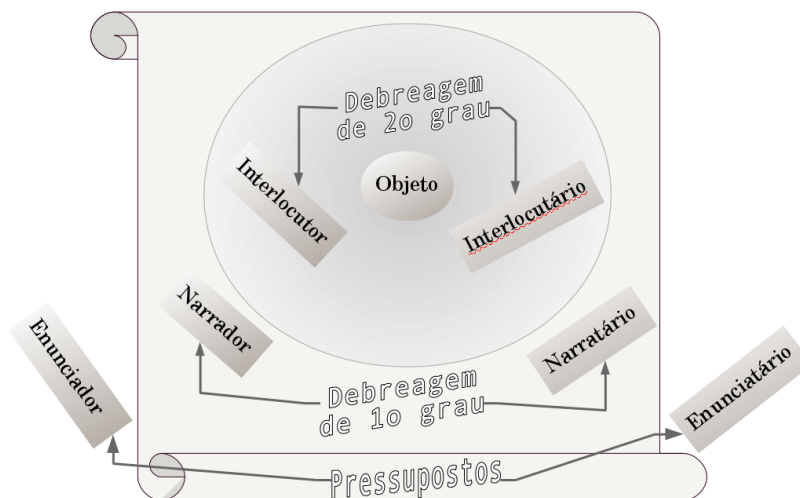 Debreagem
de 2o grau
Interlocutor
Objeto
Interlocutário
Narrador
Narratário
Enunciador
Enunciatário
Debreagem
de 1o grau
Pressupostos